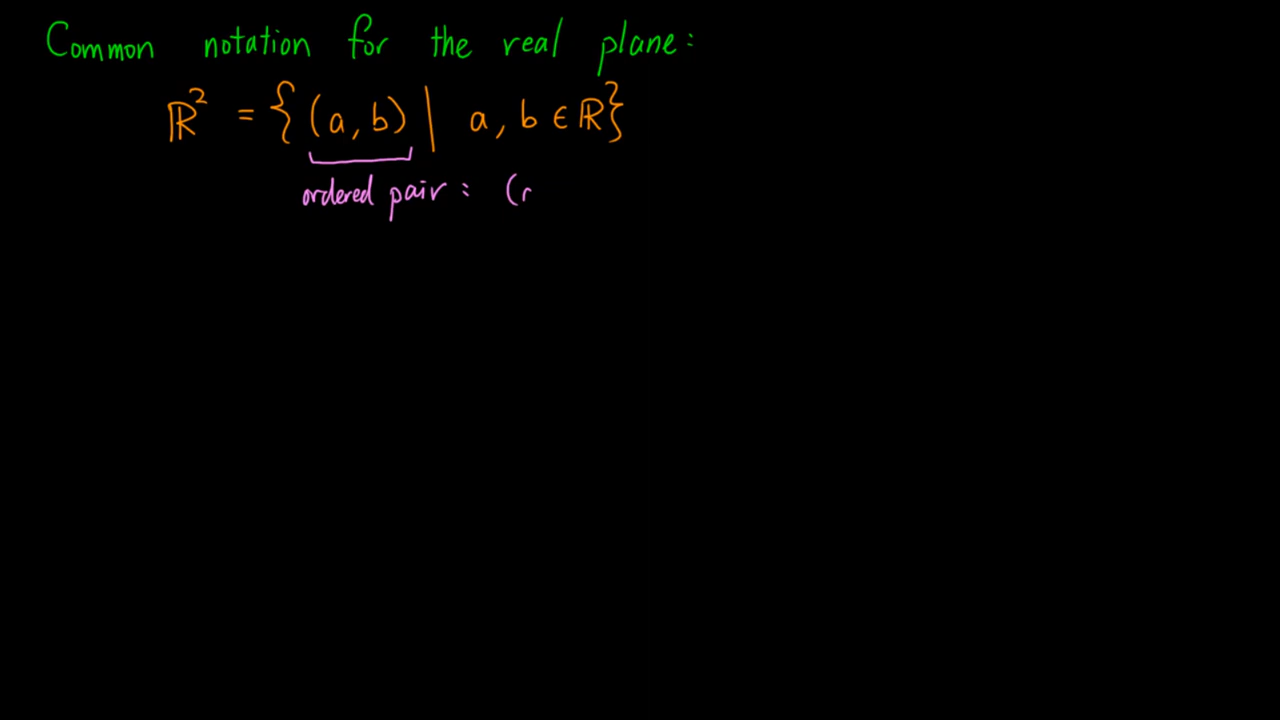 Common notation for the real plane:
ℝ² = { (a, b) | a, b ∈ ℝ }
ordered pair : (